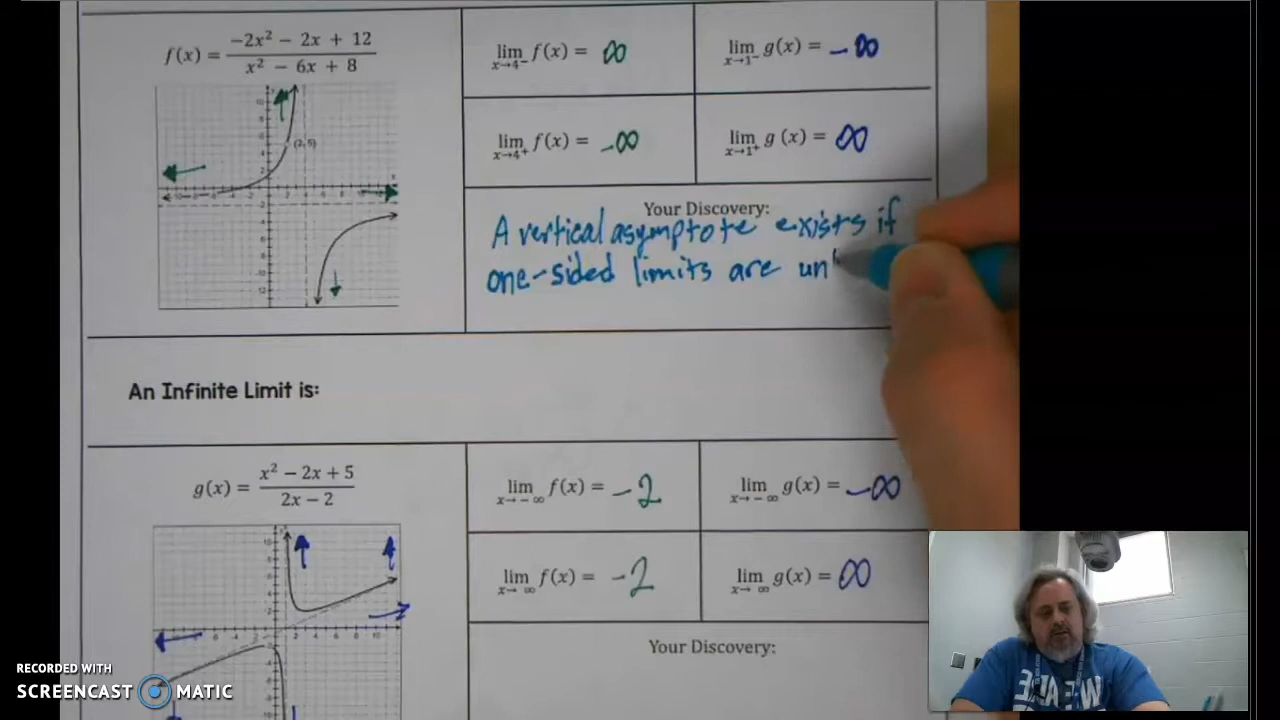 f(x) = (−2x² − 2x + 12)/(x² − 6x + 8)
lim x→4⁻ f(x) = ∞
lim x→1⁻ g(x) = −∞
(2, 5)
lim x→4⁺ f(x) = −∞
lim x→1⁺ g(x) = ∞
Your Discovery:
A vertical asymptote exists if
one-sided limits are un
An Infinite Limit is:
g(x) = (x² − 2x + 5)/(2x − 2)
lim x→−∞ f(x) = −2
lim x→−∞ g(x) = −∞
lim x→∞ f(x) = −2
lim x→∞ g(x) = ∞
Your Discovery:
RECORDED WITH
SCREENCAST MATIC